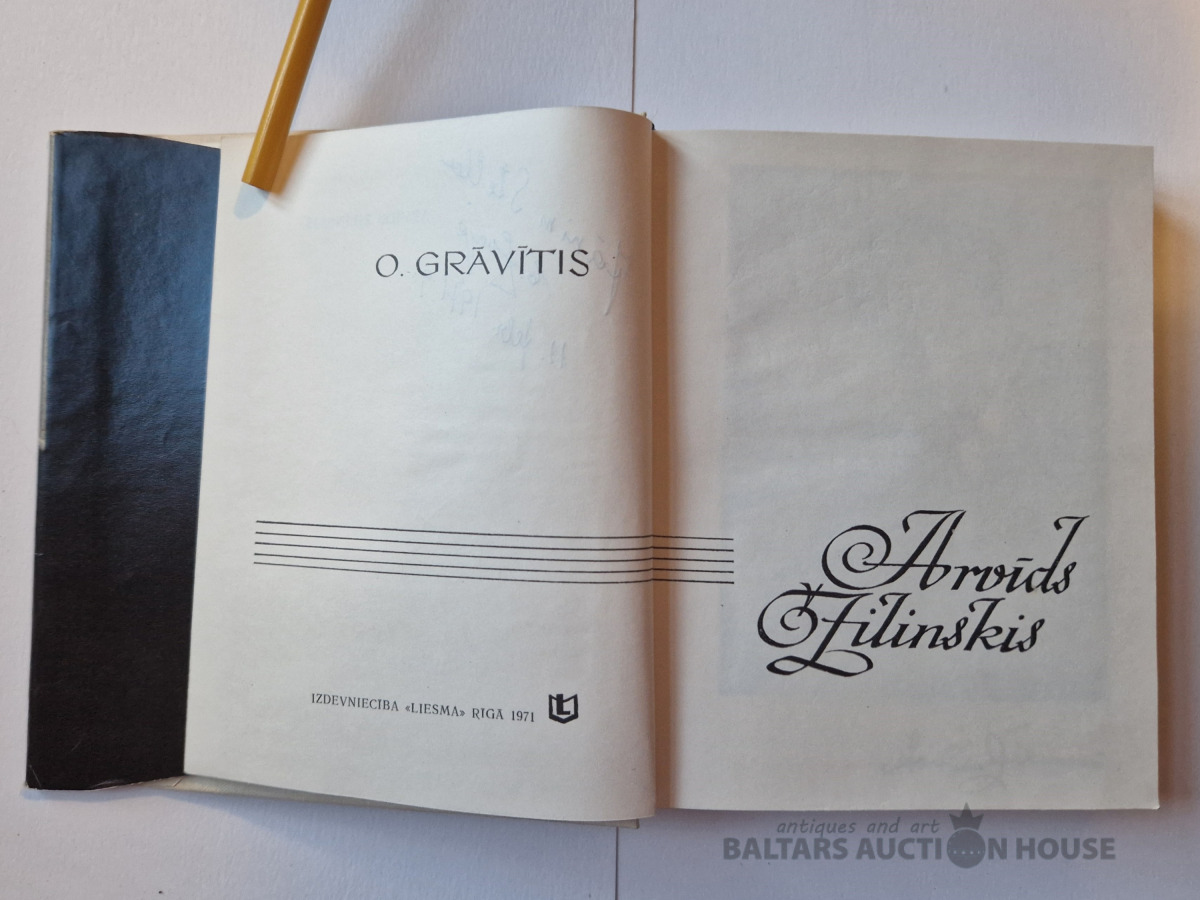 O. GRĀVĪTIS
IZDEVNIECĪBA «LIESMA» RĪGĀ 1971
Arvīds
Žilinskis
antiques and art
BALTARS AUCTION HOUSE